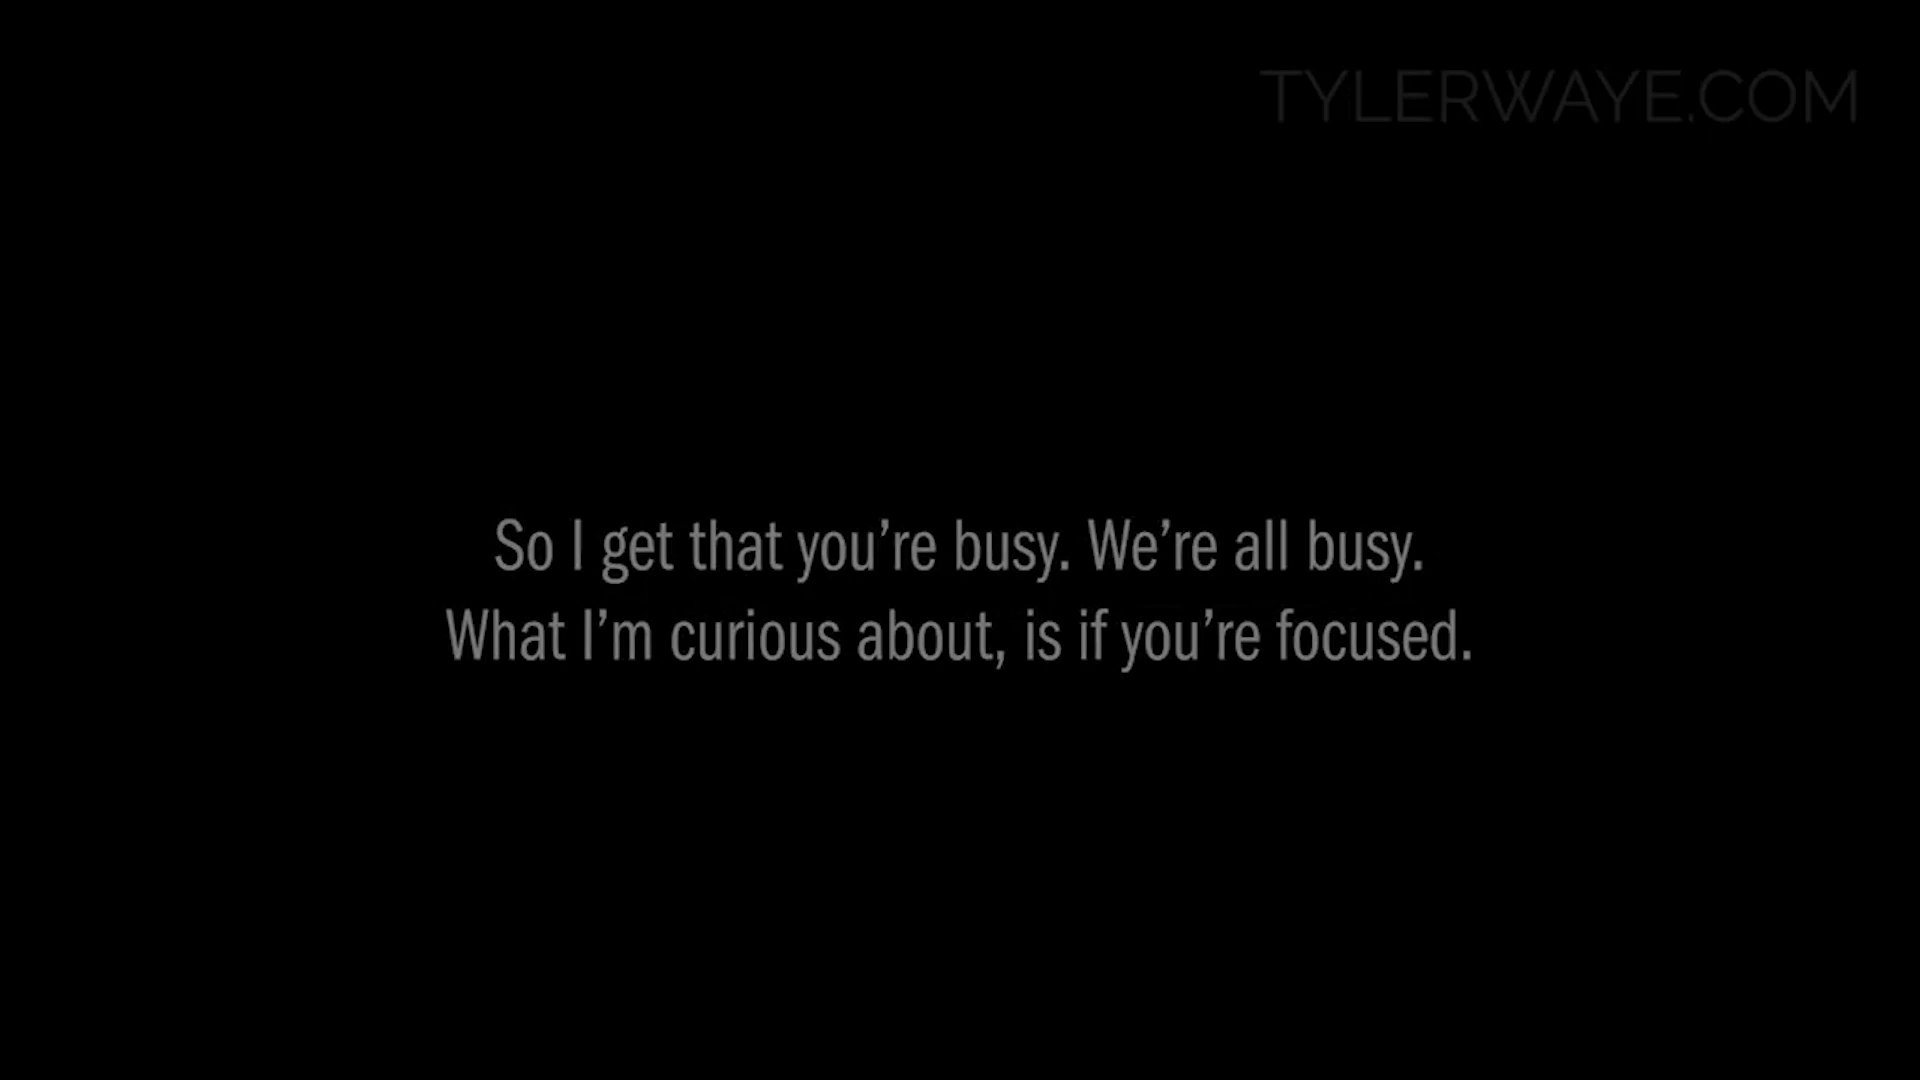 TYLERWAYE.COM
So I get that you’re busy. We’re all busy.
What I’m curious about, is if you’re focused.